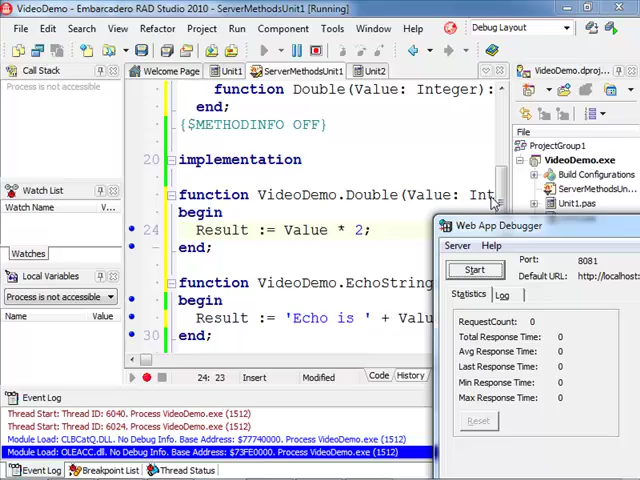 VideoDemo - Embarcadero RAD Studio 2010 - ServerMethodsUnit1 [Running]
File Edit Search View Refactor Project Run Component Tools Window Help
Debug Layout
Call Stack
Process is not accessible
Welcome Page Unit1 ServerMethodsUnit1 Unit2
VideoDemo.dproj...
function Double(Value: Integer):
end;
{$METHODINFO OFF}
20 implementation
function VideoDemo.Double(Value: Int
begin
24 Result := Value * 2;
end;
function VideoDemo.EchoString
begin
Result := 'Echo is ' + Valu
30 end;
File
ProjectGroup1
VideoDemo.exe
Build Configurations
ServerMethodsUn...
Unit1.pas
Watch List
Watch Name V...
Watches
Local Variables
Process is not accessible
Name Value
Web App Debugger
Server Help
Start
Port: 8081
Default URL: http://localhost:
Statistics Log
RequestCount: 0
Total Response Time: 0
Avg Response Time: 0
Last Response Time: 0
Min Response Time: 0
Max Response Time: 0
Reset
24: 23 Insert Modified Code History
Event Log
Thread Start: Thread ID: 6040. Process VideoDemo.exe (1512)
Thread Start: Thread ID: 6024. Process VideoDemo.exe (1512)
Module Load: CLBCatQ.DLL. No Debug Info. Base Address: $77740000. Process VideoDemo.exe (1512)
Module Load: OLEACC.dll. No Debug Info. Base Address: $73FE0000. Process VideoDemo.exe (1512)
Event Log Breakpoint List Thread Status